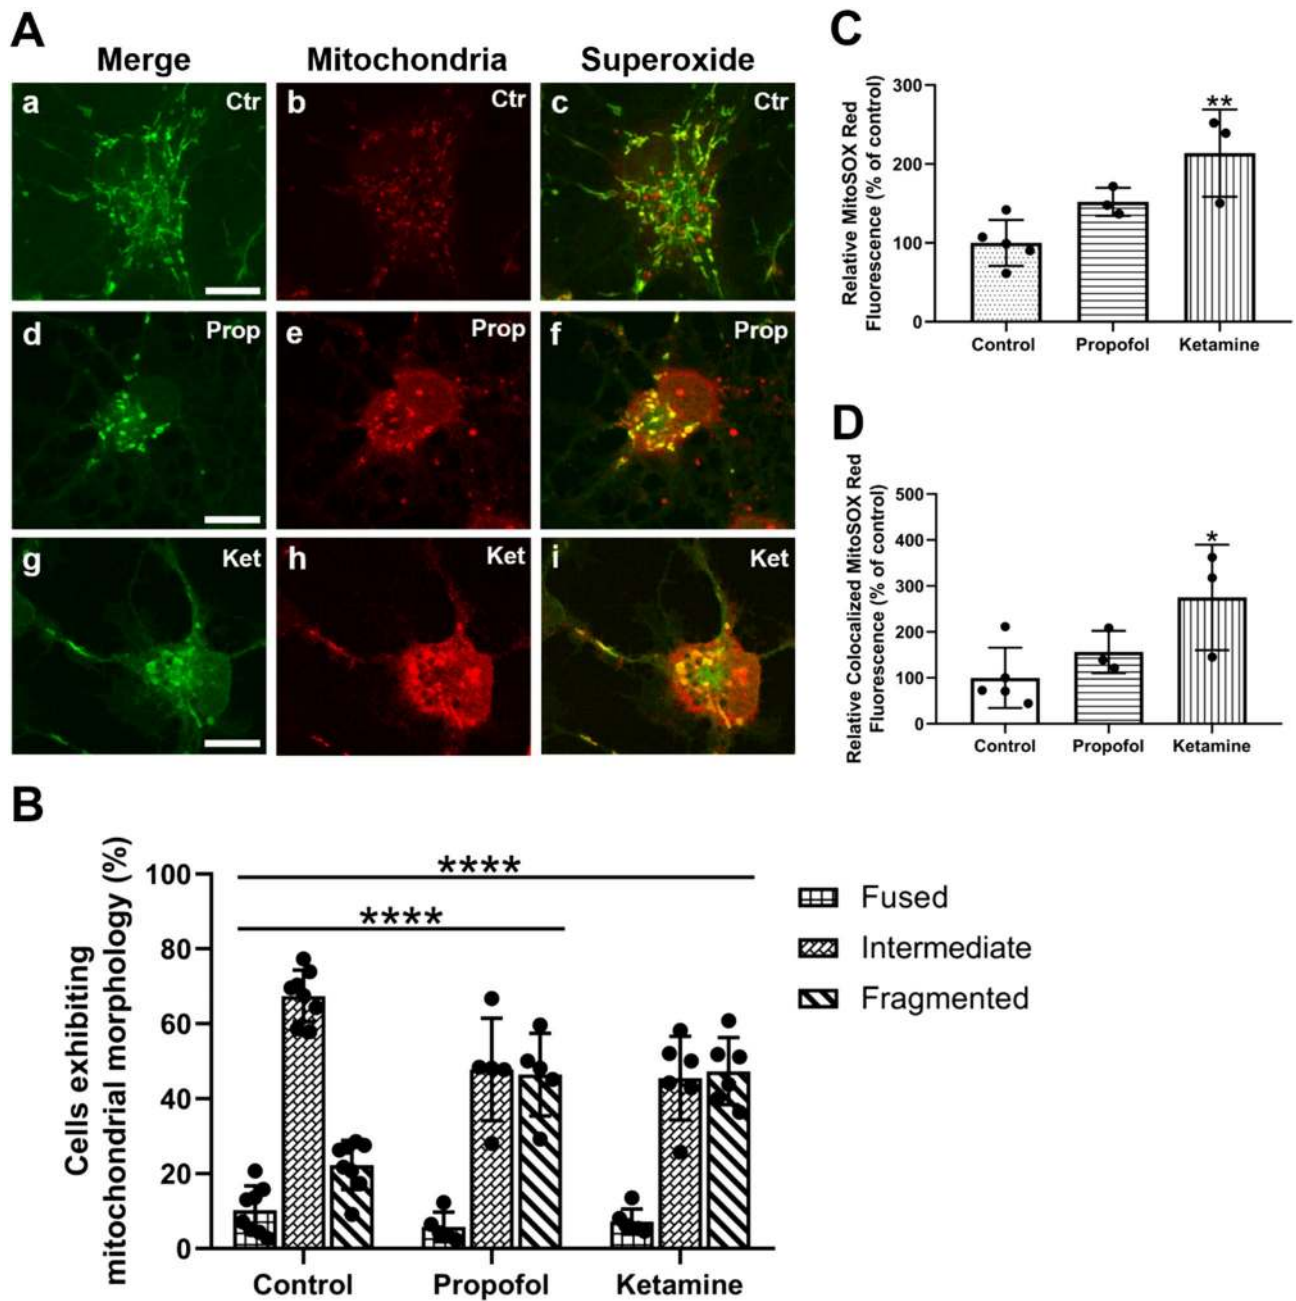 A
Merge
Mitochondria
Superoxide
a
Ctr
b
Ctr
c
Ctr
d
Prop
e
Prop
f
Prop
g
Ket
h
Ket
i
Ket
C
Relative MitoSOX Red
Fluorescence (% of control)
300
200
100
0
**
Control
Propofol
Ketamine
D
Relative Colocalized MitoSOX Red
Fluorescence (% of control)
500
400
300
200
100
0
*
Control
Propofol
Ketamine
B
Cells exhibiting
mitochondrial morphology (%)
100
80
60
40
20
0
****
****
Control
Propofol
Ketamine
Fused
Intermediate
Fragmented